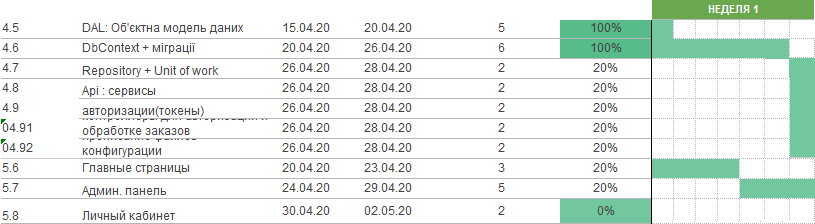 НЕДЕЛЯ 1
4.5 DAL: Об'єктна модель даних 15.04.20 20.04.20 5 100%
4.6 DbContext + міграції 20.04.20 26.04.20 6 100%
4.7 Repository + Unit of work 26.04.20 28.04.20 2 20%
4.8 Api : сервисы 26.04.20 28.04.20 2 20%
4.9 авторизации(токены) 26.04.20 28.04.20 2 20%
04.91 обработке заказов 26.04.20 28.04.20 2 20%
04.92 конфигурации 26.04.20 28.04.20 2 20%
5.6 Главные страницы 20.04.20 23.04.20 3 20%
5.7 Админ. панель 24.04.20 29.04.20 5 20%
5.8 Личный кабинет 30.04.20 02.05.20 2 0%